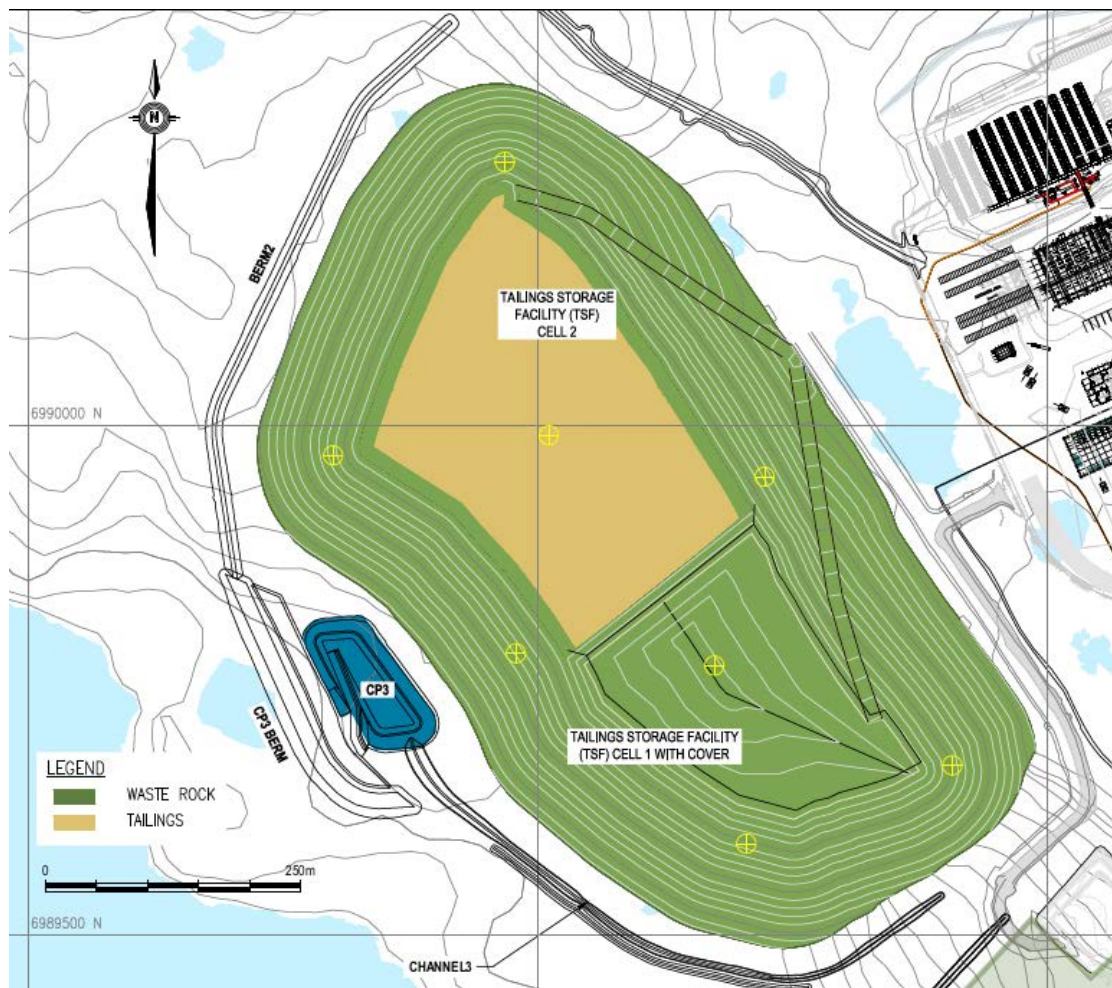 N
BERM2
TAILINGS STORAGE
FACILITY (TSF)
CELL 2
6990000 N
CP3
CP3 BERM
TAILINGS STORAGE FACILITY
(TSF) CELL 1 WITH COVER
LEGEND
WASTE ROCK
TAILINGS
0 250m
6989500 N
CHANNEL3